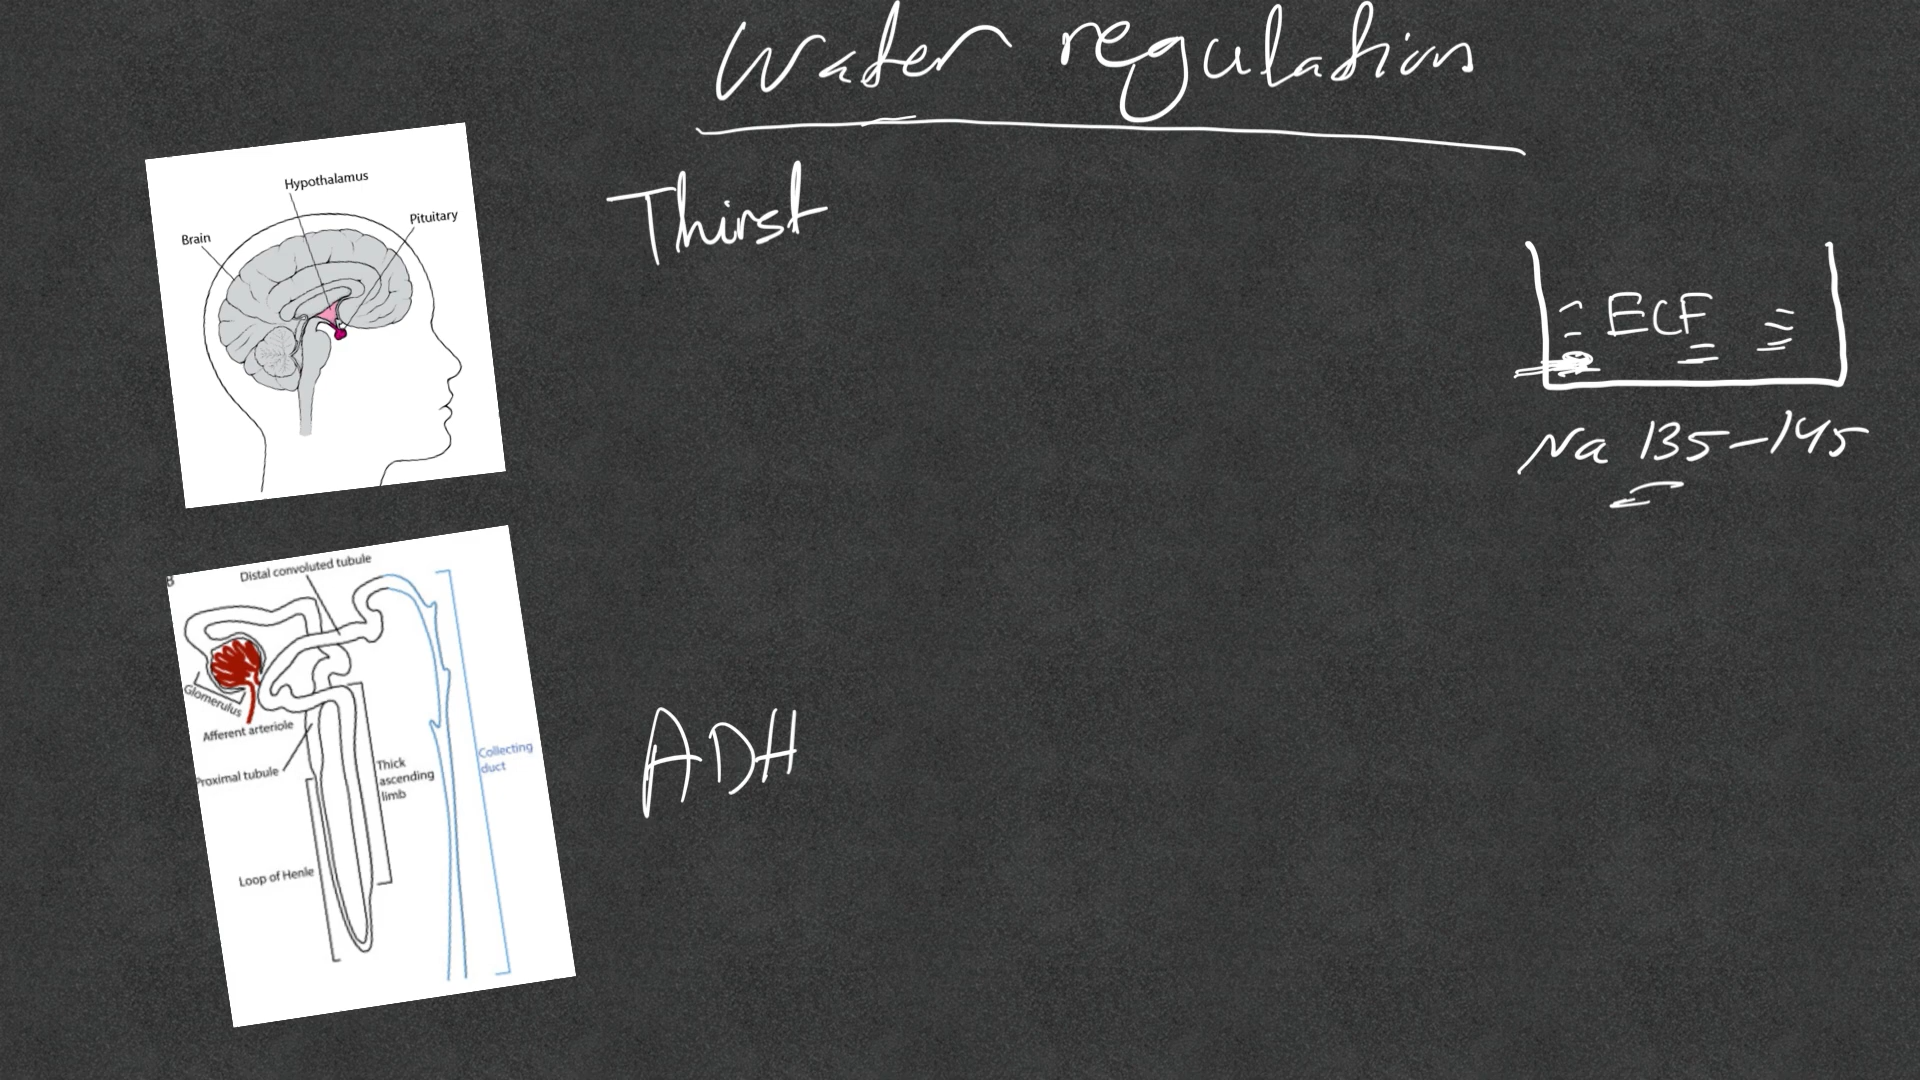 Water regulation
Hypothalamus
Pituitary
Brain
Thirst
ECF
Na 135-145
B
Distal convoluted tubule
Glomerulus
Afferent arteriole
Proximal tubule
Thick
ascending
limb
Collecting
duct
Loop of Henle
ADH